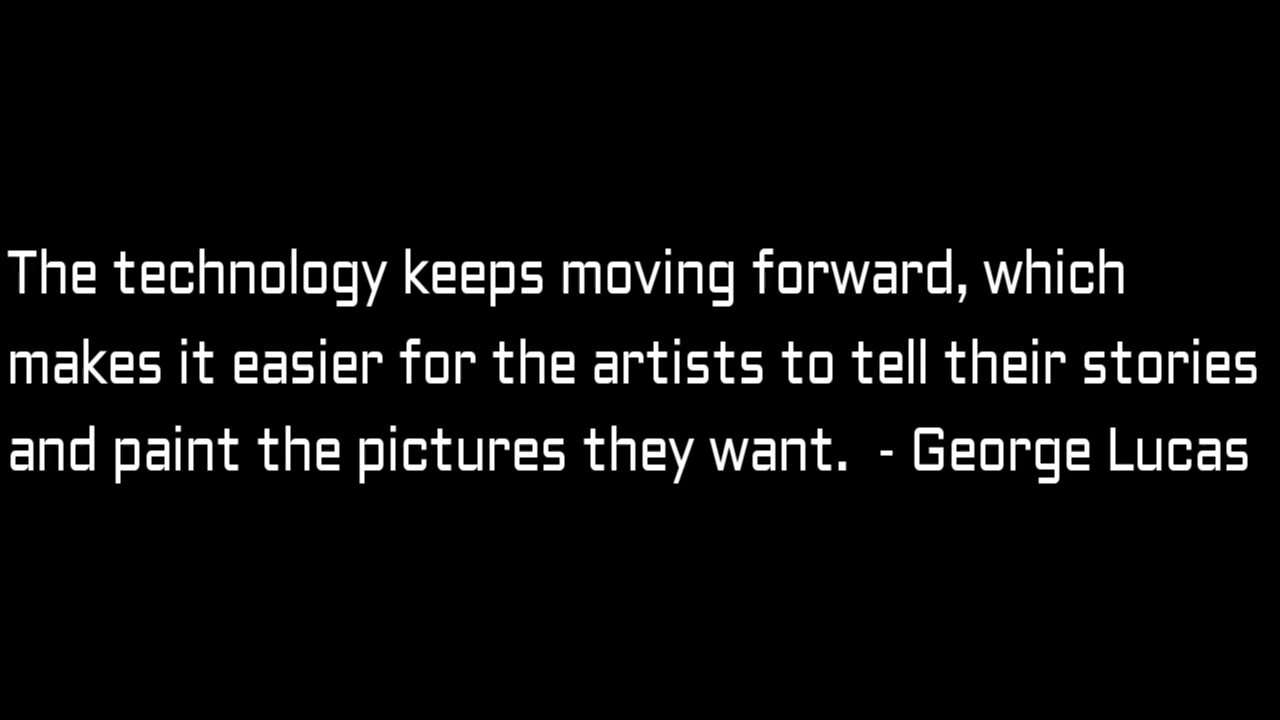 The technology keeps moving forward, which
makes it easier for the artists to tell their stories
and paint the pictures they want.  - George Lucas